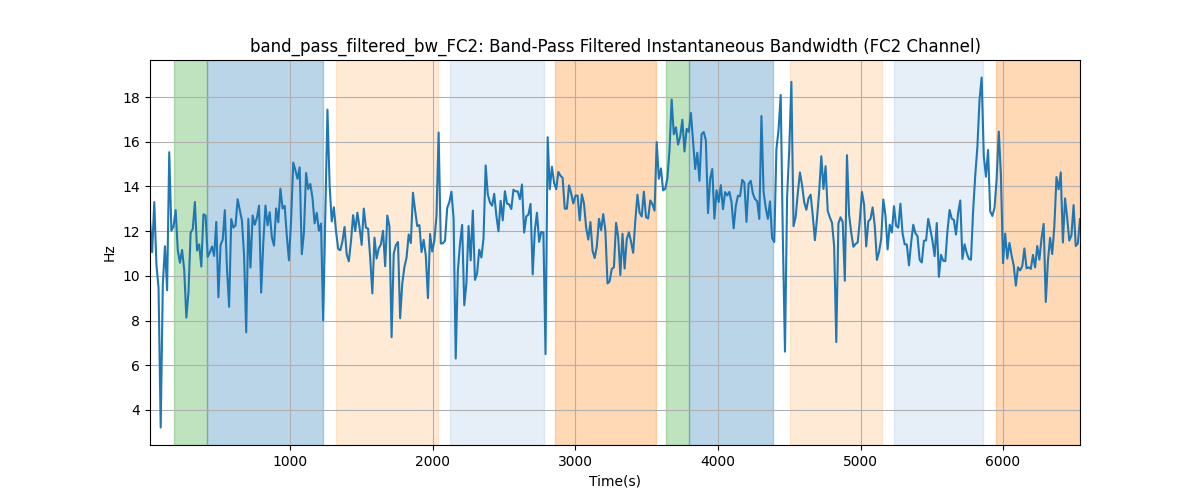 band_pass_filtered_bw_FC2: Band-Pass Filtered Instantaneous Bandwidth (FC2 Channel)
18
16
14
12
10
8
6
4
Hz
1000 2000 3000 4000 5000 6000
Time(s)